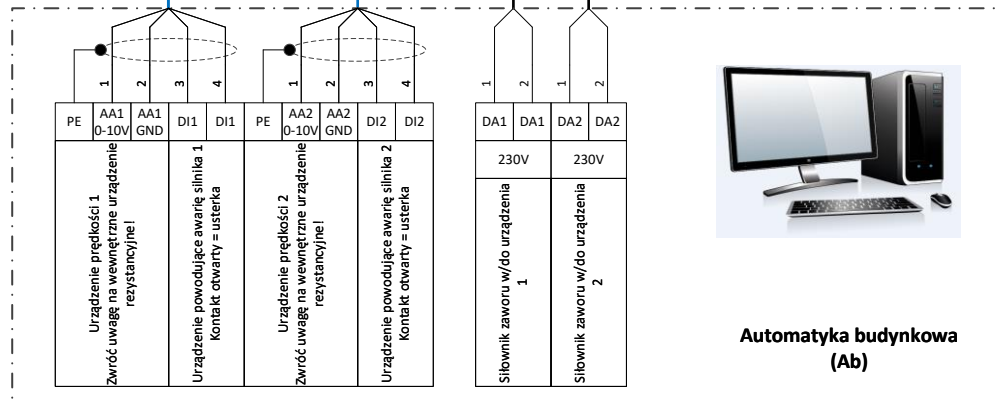 1 2 3 4 1 2 3 4 1 2 1 2
PE AA1 0-10V AA1 GND DI1 DI1 PE AA2 0-10V AA2 GND DI2 DI2
Urządzenie prędkości 1
Zwróć uwagę na wewnętrzne urządzenie
rezystancyjne!
Urządzenie powodujące awarię silnika 1
Kontakt otwarty = usterka
Urządzenie prędkości 2
Zwróć uwagę na wewnętrzne urządzenie
rezystancyjne!
Urządzenie powodujące awarię silnika 2
Kontakt otwarty = usterka
DA1 DA1 DA2 DA2
230V 230V
Siłownik zaworu w/do urządzenia
1
Siłownik zaworu w/do urządzenia
2
Automatyka budynkowa
(Ab)